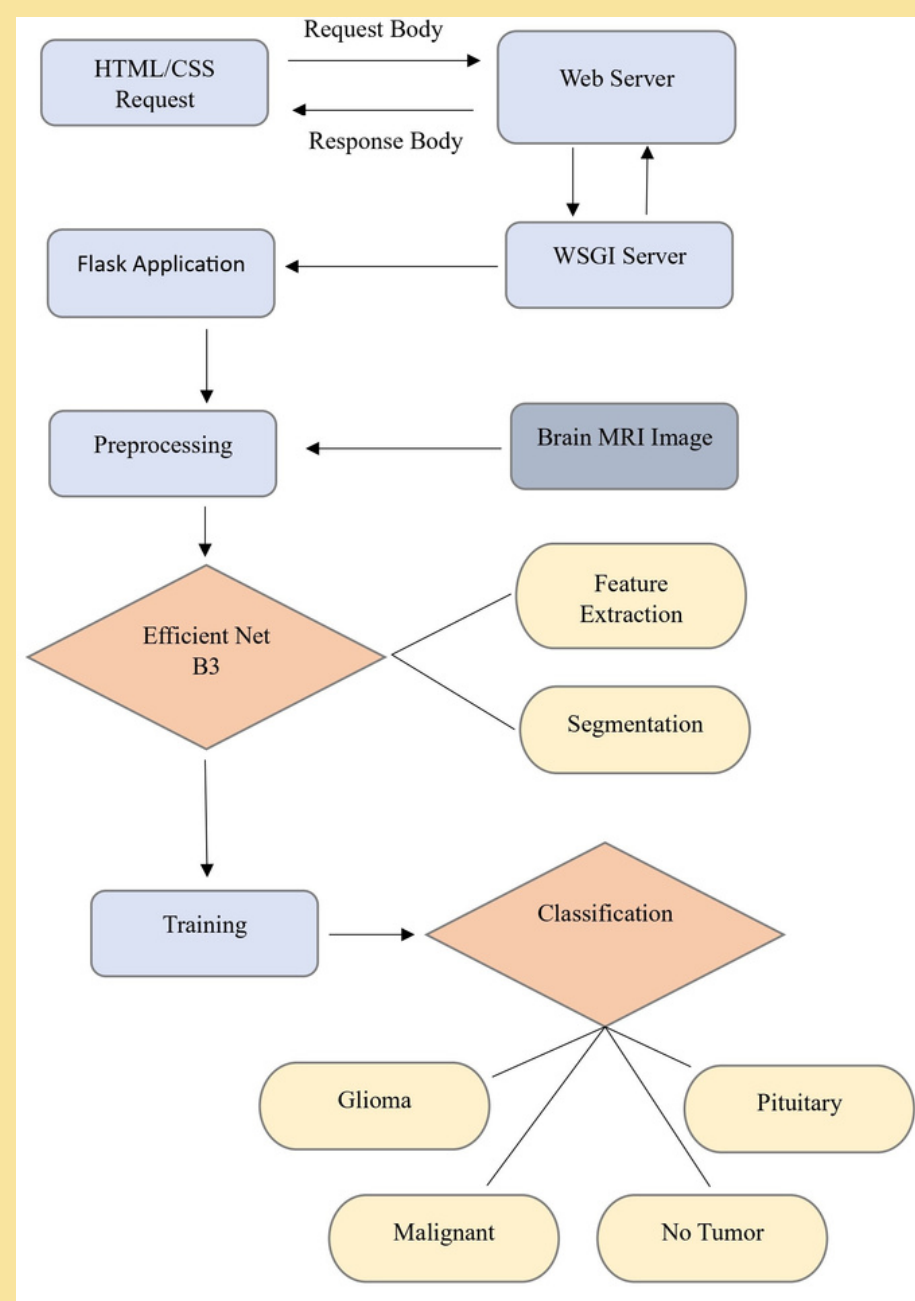 Request Body
HTML/CSS
Request
Web Server
Response Body
Flask Application
WSGI Server
Preprocessing
Brain MRI Image
Efficient Net
B3
Feature
Extraction
Segmentation
Training
Classification
Glioma
Pituitary
Malignant
No Tumor